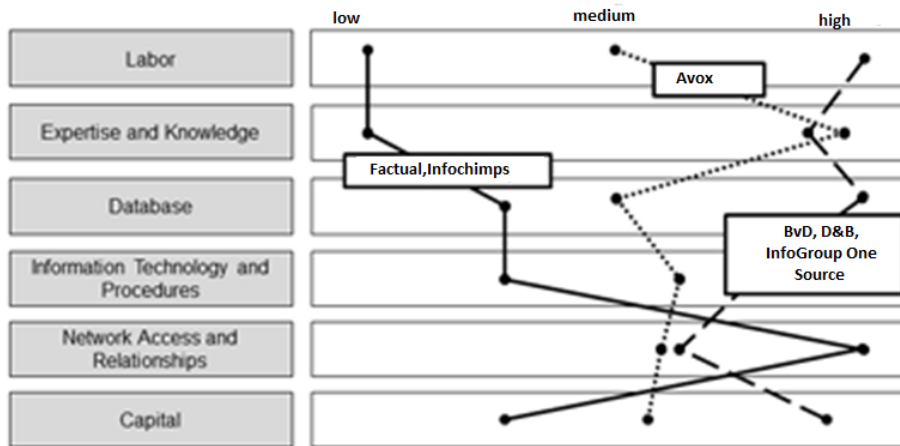 low
medium
high
Labor
Avox
Expertise and Knowledge
Factual,Infochimps
Database
BvD, D&B,
InfoGroup One
Source
Information Technology and
Procedures
Network Access and
Relationships
Capital